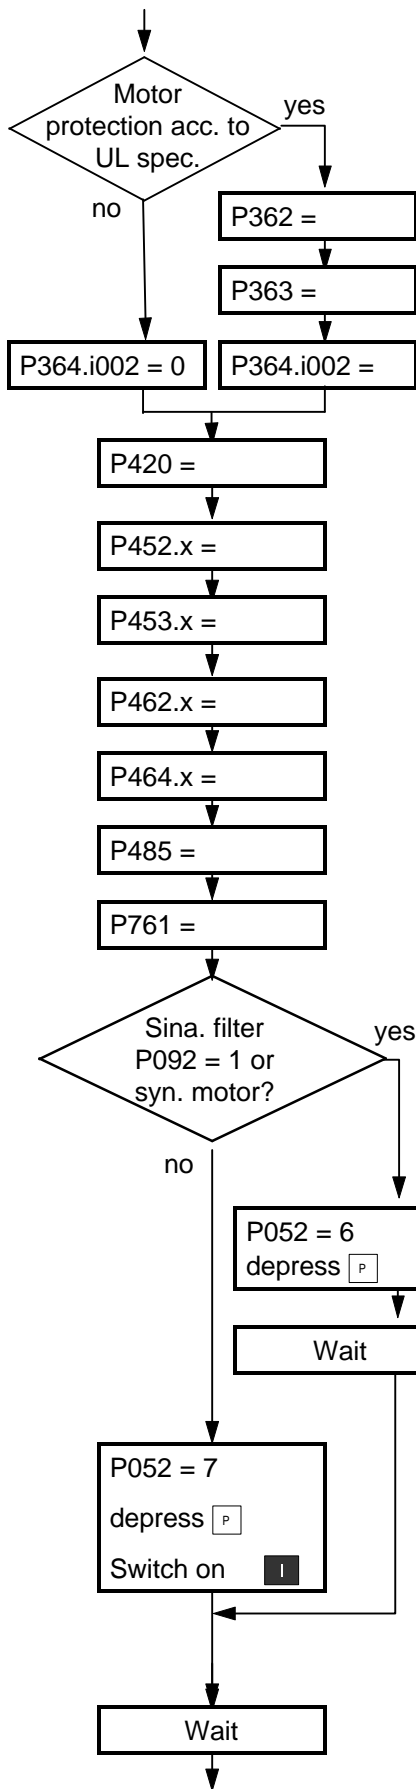 Motor
protection acc. to
UL spec.
yes
no
P362 =
P363 =
P364.i002 = 0
P364.i002 =
P420 =
P452.x =
P453.x =
P462.x =
P464.x =
P485 =
P761 =
Sina. filter
P092 = 1 or
syn. motor?
yes
no
P052 = 6
depress P
Wait
P052 = 7
depress P
Switch on I
Wait